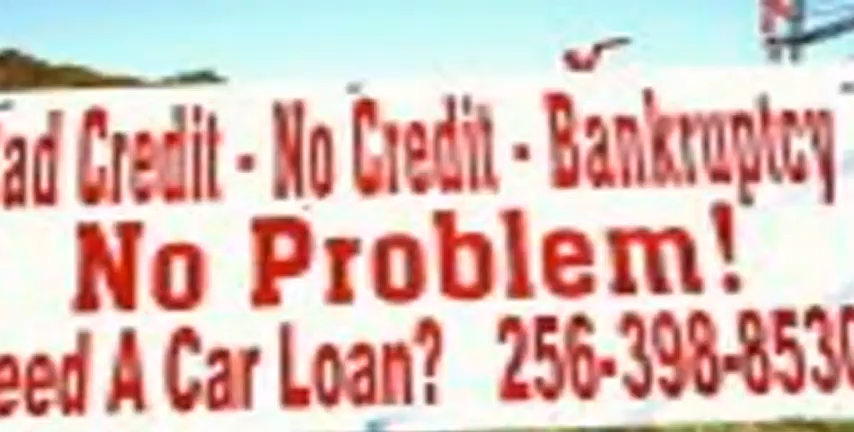 ad Credit - No Credit - Bankruptcy
No Problem!
eed A Car Loan? 256-398-8530